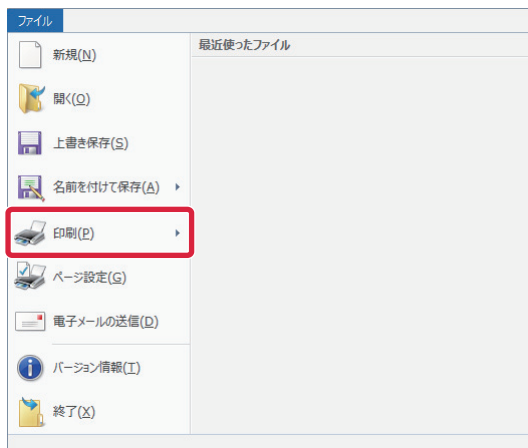 ファイル
最近使ったファイル
新規(N)
開く(O)
上書き保存(S)
名前を付けて保存(A)
印刷(P)
ページ設定(G)
電子メールの送信(D)
バージョン情報(T)
終了(X)